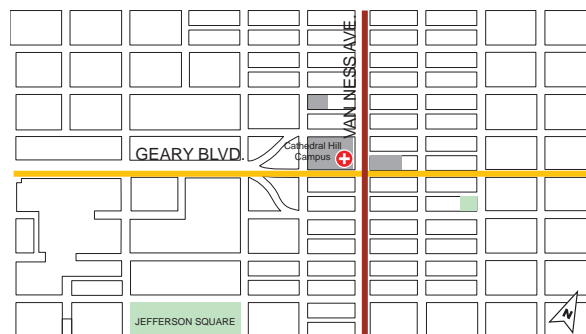 VAN NESS AVE.
Cathedral Hill
Campus
GEARY BLVD.
JEFFERSON SQUARE
N